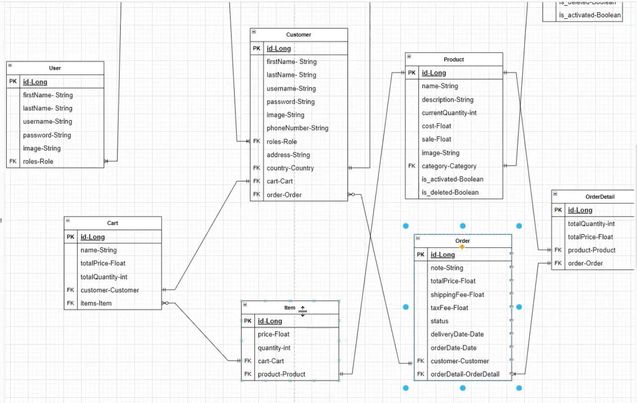 is_deleted-Boolean
is_activated-Boolean
User
PK id-Long
firstName- String
lastName- String
username-String
password-String
image-String
FK roles-Role
Customer
PK id-Long
firstName- String
lastName- String
username-String
password-String
image-String
phoneNumber-String
FK roles-Role
address-String
FK country-Country
FK cart-Cart
FK order-Order
Product
PK id-Long
name-String
description-String
currentQuantity-int
cost-Float
sale-Float
image-String
FK category-Category
is_activated-Boolean
is_deleted-Boolean
OrderDetail
PK id-Long
totalQuantity-int
totalPrice-Float
FK product-Product
FK order-Order
Cart
PK id-Long
name-String
totalPrice-Float
totalQuantity-int
FK customer-Customer
FK items-Item
Item
PK id-Long
price-Float
quantity-int
FK cart-Cart
FK product-Product
Order
PK id-Long
note-String
totalPrice-Float
shippingFee-Float
taxFee-Float
status
deliveryDate-Date
orderDate-Date
FK customer-Customer
FK orderDetail-OrderDetail